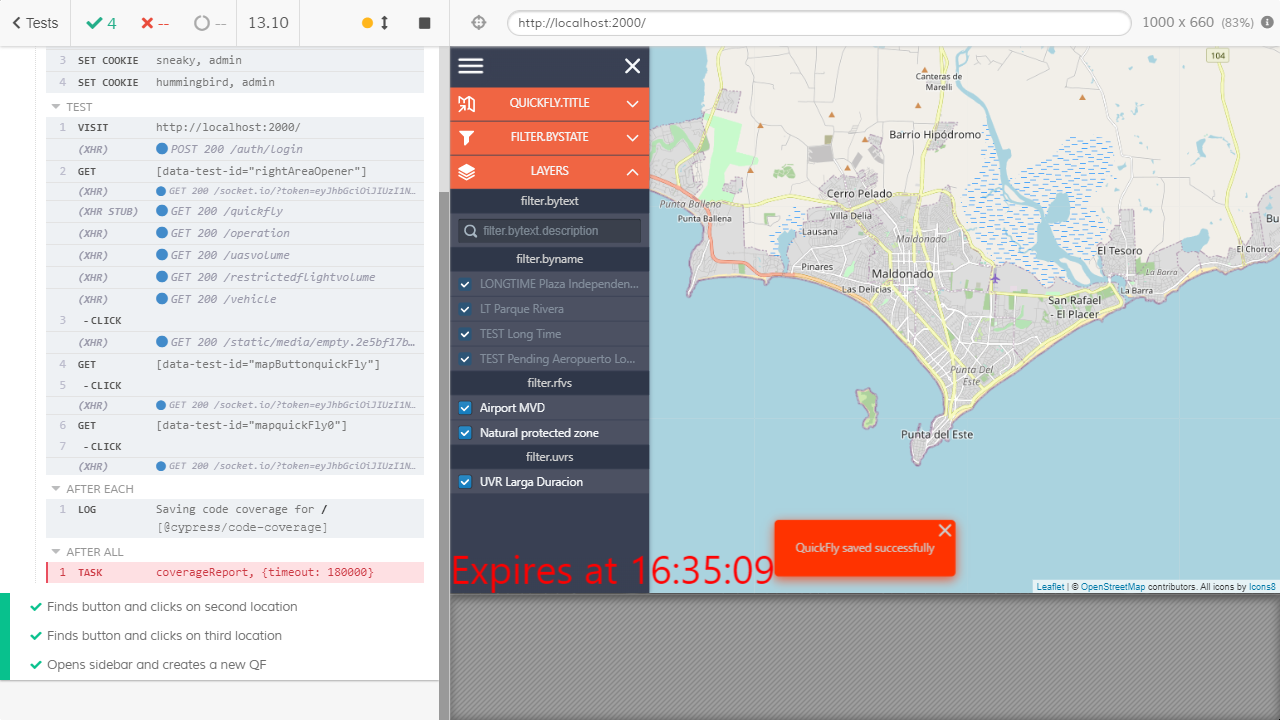 Tests
4
--
--
13.10
http://localhost:2000/
1000 x 660 (83%)
3 SET COOKIE sneaky, admin
4 SET COOKIE hummingbird, admin
TEST
1 VISIT http://localhost:2000/
(XHR) POST 200 /auth/login
2 GET [data-test-id="rightAreaOpener"]
(XHR) GET 200 /socket.io/?token=eyJhbGciOiJIUzI1N...
(XHR STUB) GET 200 /quickfly
(XHR) GET 200 /operation
(XHR) GET 200 /uasvolume
(XHR) GET 200 /restrictedflightvolume
(XHR) GET 200 /vehicle
3 -CLICK
(XHR) GET 200 /static/media/empty.2e5bf17b...
4 GET [data-test-id="mapButtonquickFly"]
5 -CLICK
(XHR) GET 200 /socket.io/?token=eyJhbGciOiJIUzI1N...
6 GET [data-test-id="mapquickFly0"]
7 -CLICK
(XHR) GET 200 /socket.io/?token=eyJhbGciOiJIUzI1N...
AFTER EACH
1 LOG Saving code coverage for /
[@cypress/code-coverage]
AFTER ALL
TASK coverageReport, {timeout: 180000}
Finds button and clicks on second location
Finds button and clicks on third location
Opens sidebar and creates a new QF
QUICKFLY.TITLE
FILTER.BYSTATE
LAYERS
filter.bytext
filter.bytext.description
filter.byname
LONGTIME Plaza Independen...
LT Parque Rivera
TEST Long Time
TEST Pending Aeropuerto Lo...
filter.rfvs
Airport MVD
Natural protected zone
filter.uvrs
UVR Larga Duracion
Expires at 16:35:09
QuickFly saved successfully
104
Canteras de
Marelli
Barrio Hipódromo
Cerro Pelado
Punta Ballena
Punta Ballena
Villa Delia
Lausana
Maldonado
Pinares
Maldonado
Las Delicias
El Tesoro
Bu
El Chorro
La Barra
La Barra
San Rafael
- El Placer
Punta Del
Este
Punta del Este
Leaflet | © OpenStreetMap contributors. All icons by Icons8